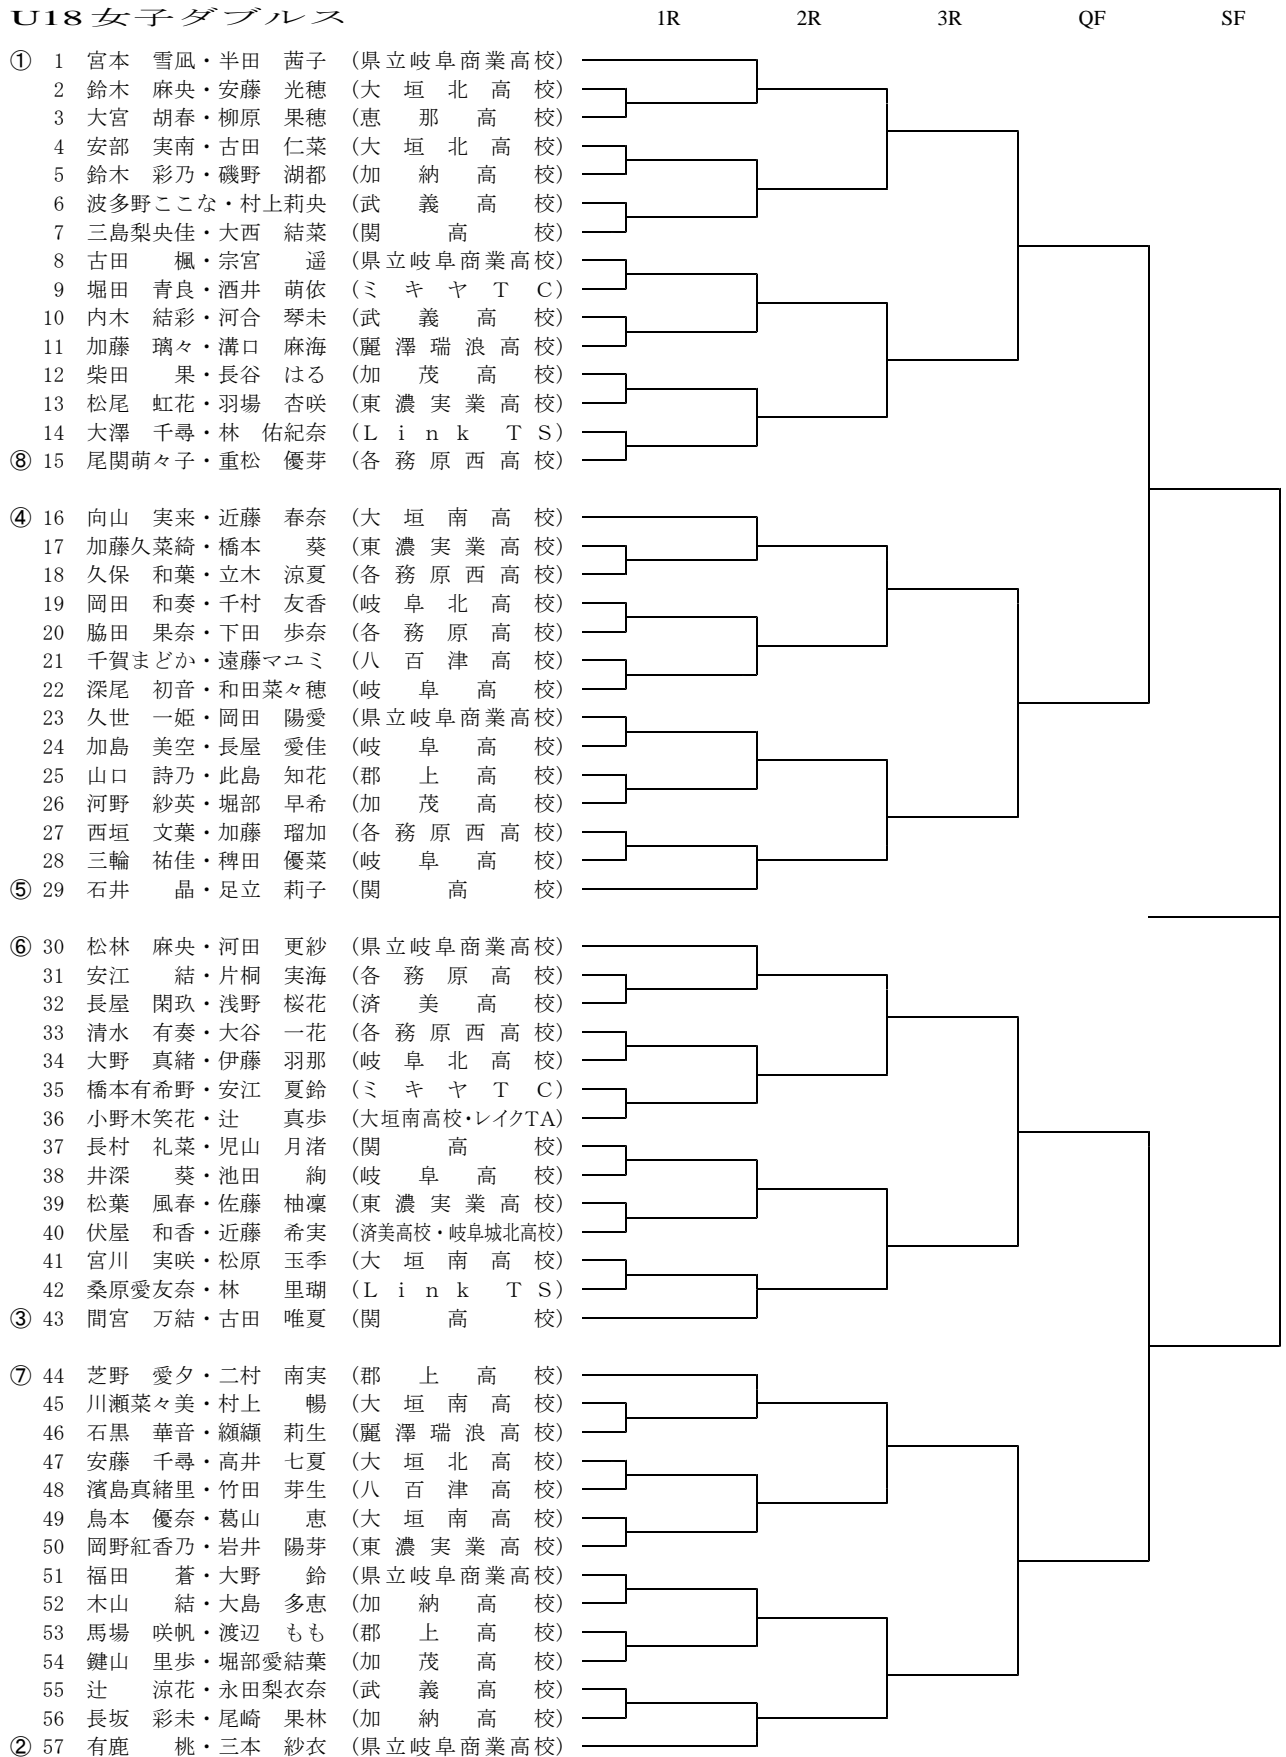 U18女子ダブルス 1R 2R 3R QF SF
① 1 宮本 雪凪・半田 茜子 (県立岐阜商業高校)
2 鈴木 麻央・安藤 光穂 (大垣北高校)
3 大宮 胡春・柳原 果穂 (恵那高校)
4 安部 実南・古田 仁菜 (大垣北高校)
5 鈴木 彩乃・磯野 湖都 (加納高校)
6 波多野ここな・村上莉央 (武義高校)
7 三島梨央佳・大西 結菜 (関高校)
8 古田 楓・宗宮 遥 (県立岐阜商業高校)
9 堀田 青良・酒井 萌依 (ミキヤTC)
10 内木 結彩・河合 琴未 (武義高校)
11 加藤 璃々・溝口 麻海 (麗澤瑞浪高校)
12 柴田 果・長谷 はる (加茂高校)
13 松尾 虹花・羽場 杏咲 (東濃実業高校)
14 大澤 千尋・林 佑紀奈 (Link TS)
⑧ 15 尾関萌々子・重松 優芽 (各務原西高校)
④ 16 向山 実来・近藤 春奈 (大垣南高校)
17 加藤久菜綺・橋本 葵 (東濃実業高校)
18 久保 和葉・立木 涼夏 (各務原西高校)
19 岡田 和奏・千村 友香 (岐阜北高校)
20 脇田 果奈・下田 歩奈 (各務原高校)
21 千賀まどか・遠藤マユミ (八百津高校)
22 深尾 初音・和田菜々穂 (岐阜高校)
23 久世 一姫・岡田 陽愛 (県立岐阜商業高校)
24 加島 美空・長屋 愛佳 (岐阜高校)
25 山口 詩乃・此島 知花 (郡上高校)
26 河野 紗英・堀部 早希 (加茂高校)
27 西垣 文葉・加藤 瑠加 (各務原西高校)
28 三輪 祐佳・稗田 優菜 (岐阜高校)
⑤ 29 石井 晶・足立 莉子 (関高校)
⑥ 30 松林 麻央・河田 更紗 (県立岐阜商業高校)
31 安江 結・片桐 実海 (各務原高校)
32 長屋 閑玖・浅野 桜花 (済美高校)
33 清水 有奏・大谷 一花 (各務原西高校)
34 大野 真緒・伊藤 羽那 (岐阜北高校)
35 橋本有希野・安江 夏鈴 (ミキヤTC)
36 小野木笑花・辻 真歩 (大垣南高校・レイクTA)
37 長村 礼菜・児山 月渚 (関高校)
38 井深 葵・池田 絢 (岐阜高校)
39 松葉 風春・佐藤 柚凜 (東濃実業高校)
40 伏屋 和香・近藤 希実 (済美高校・岐阜城北高校)
41 宮川 実咲・松原 玉季 (大垣南高校)
42 桑原愛友奈・林 里瑚 (Link TS)
③ 43 間宮 万結・古田 唯夏 (関高校)
⑦ 44 芝野 愛夕・二村 南実 (郡上高校)
45 川瀬菜々美・村上 暢 (大垣南高校)
46 石黒 華音・纐纈 莉生 (麗澤瑞浪高校)
47 安藤 千尋・高井 七夏 (大垣北高校)
48 濱島真緒里・竹田 芽生 (八百津高校)
49 鳥本 優奈・葛山 恵 (大垣南高校)
50 岡野紅香乃・岩井 陽芽 (東濃実業高校)
51 福田 蒼・大野 鈴 (県立岐阜商業高校)
52 木山 結・大島 多恵 (加納高校)
53 馬場 咲帆・渡辺 もも (郡上高校)
54 鍵山 里歩・堀部愛結葉 (加茂高校)
55 辻 涼花・永田梨衣奈 (武義高校)
56 長坂 彩未・尾崎 果林 (加納高校)
② 57 有鹿 桃・三本 紗衣 (県立岐阜商業高校)